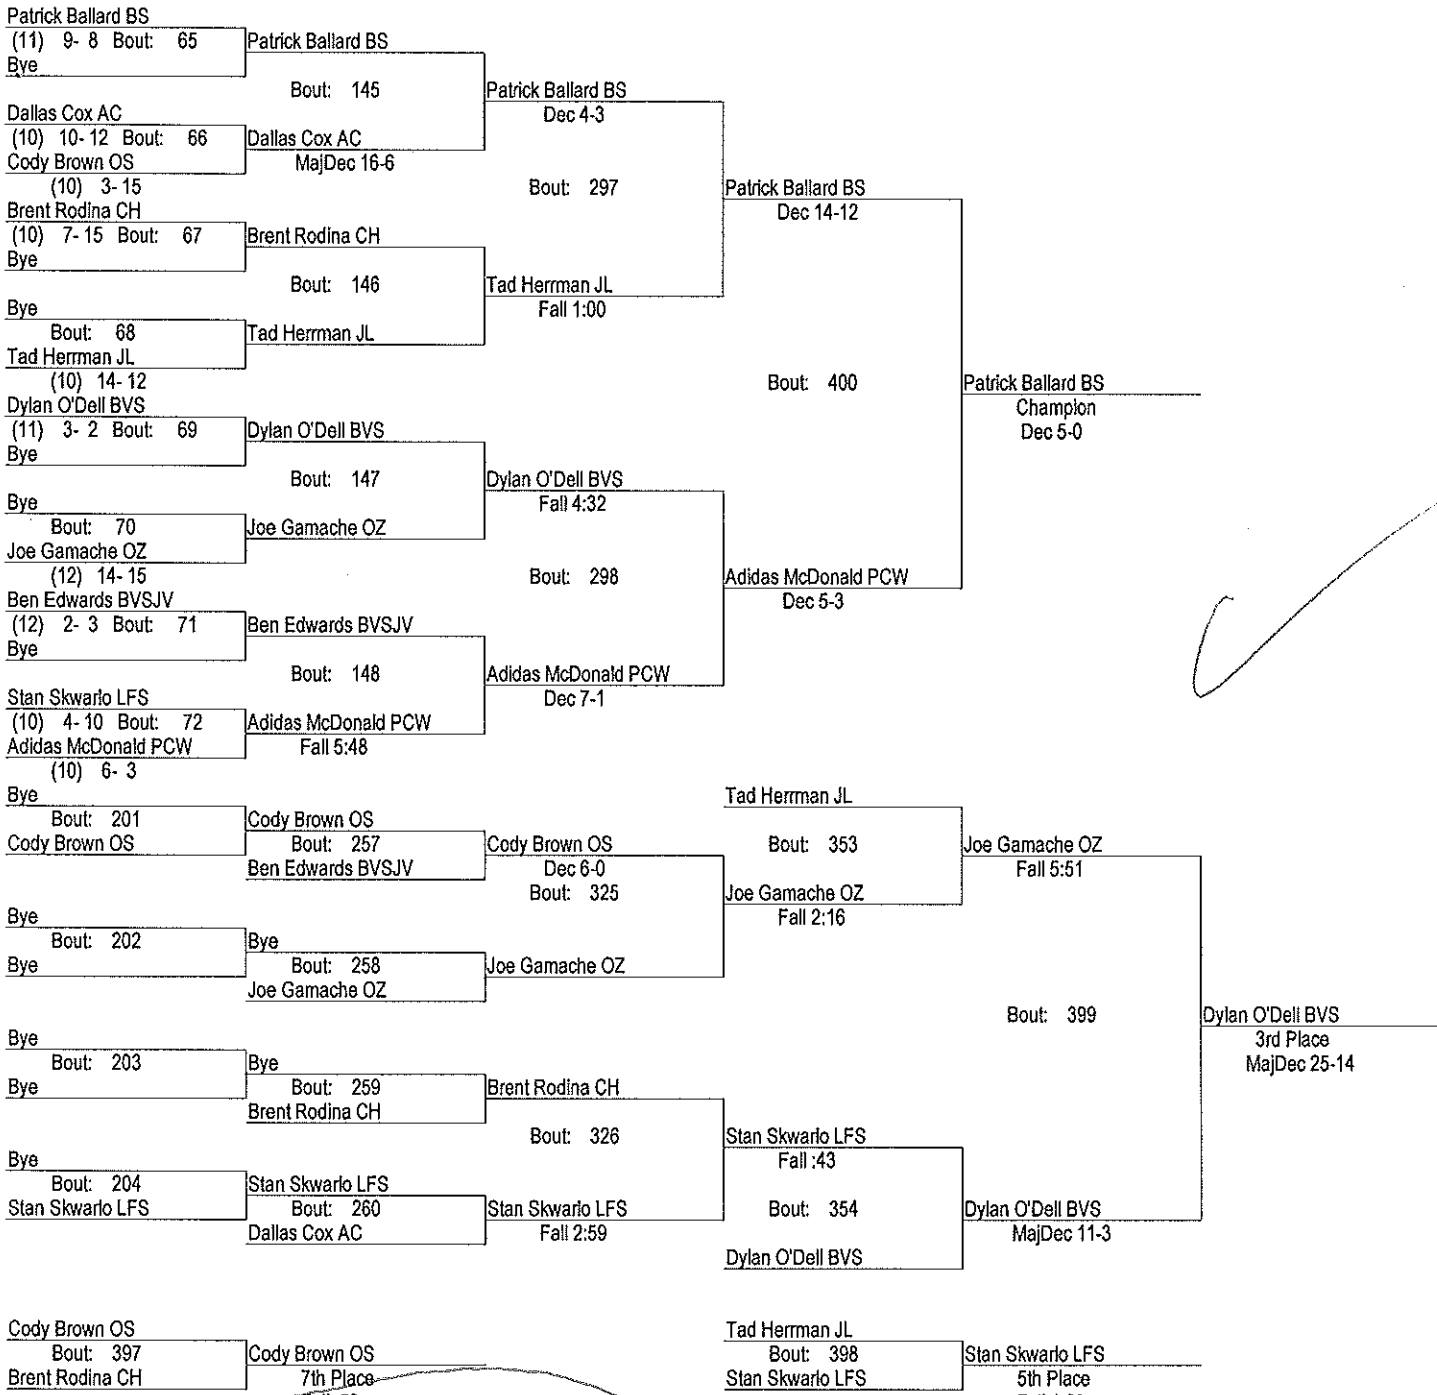 Patrick Ballard BS
(11) 9- 8 Bout: 65
Bye
Patrick Ballard BS
Bout: 145
Dallas Cox AC
(10) 10- 12 Bout: 66
Cody Brown OS
(10) 3- 15
Dallas Cox AC
MajDec 16-6
Patrick Ballard BS
Dec 4-3
Bout: 297
Brent Rodina CH
(10) 7- 15 Bout: 67
Bye
Brent Rodina CH
Bout: 146
Bye
Bout: 68
Tad Herrman JL
(10) 14- 12
Tad Herrman JL
Tad Herrman JL
Fall 1:00
Patrick Ballard BS
Dec 14-12
Bout: 400
Patrick Ballard BS
Champion
Dec 5-0
Dylan O'Dell BVS
(11) 3- 2 Bout: 69
Bye
Dylan O'Dell BVS
Bout: 147
Bye
Bout: 70
Joe Gamache OZ
(12) 14- 15
Joe Gamache OZ
Dylan O'Dell BVS
Fall 4:32
Bout: 298
Ben Edwards BVSJV
(12) 2- 3 Bout: 71
Bye
Ben Edwards BVSJV
Bout: 148
Stan Skwarlo LFS
(10) 4- 10 Bout: 72
Adidas McDonald PCW
(10) 6- 3
Adidas McDonald PCW
Fall 5:48
Adidas McDonald PCW
Dec 7-1
Adidas McDonald PCW
Dec 5-3
Bye
Bout: 201
Cody Brown OS
Cody Brown OS
Bout: 257
Ben Edwards BVSJV
Cody Brown OS
Dec 6-0
Bout: 325
Bye
Bout: 202
Bye
Bye
Bout: 258
Joe Gamache OZ
Joe Gamache OZ
Tad Herrman JL
Bout: 353
Joe Gamache OZ
Fall 2:16
Joe Gamache OZ
Fall 5:51
Bout: 399
Dylan O'Dell BVS
3rd Place
MajDec 25-14
Bye
Bout: 203
Bye
Bye
Bout: 259
Brent Rodina CH
Brent Rodina CH
Bout: 326
Bye
Bout: 204
Stan Skwarlo LFS
Stan Skwarlo LFS
Bout: 260
Dallas Cox AC
Stan Skwarlo LFS
Fall 2:59
Stan Skwarlo LFS
Fall :43
Bout: 354
Dylan O'Dell BVS
Dylan O'Dell BVS
MajDec 11-3
Cody Brown OS
Bout: 397
Brent Rodina CH
Cody Brown OS
7th Place
Tad Herrman JL
Bout: 398
Stan Skwarlo LFS
Stan Skwarlo LFS
5th Place